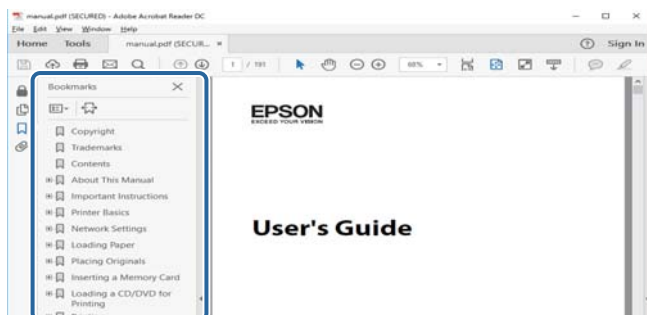 manual.pdf (SECURED) - Adobe Acrobat Reader DC
File Edit View Window Help
Home Tools manual.pdf (SECUR... × Sign In
1 / 191 68%
Bookmarks
Copyright
Trademarks
Contents
About This Manual
Important Instructions
Printer Basics
Network Settings
Loading Paper
Placing Originals
Inserting a Memory Card
Loading a CD/DVD for
Printing
EPSON
EXCEED YOUR VISION
User's Guide